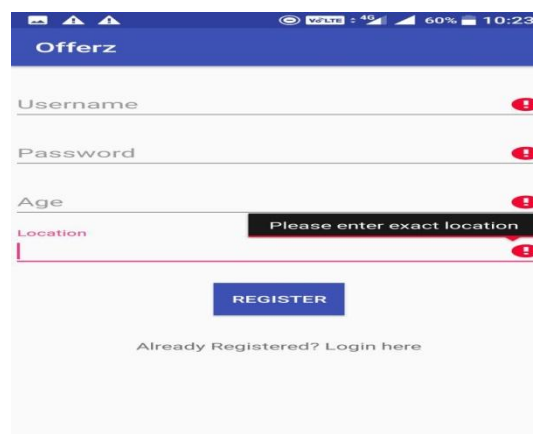 VoLTE 4G 60% 10:23
Offerz
Username
Password
Age
Location
Please enter exact location
REGISTER
Already Registered? Login here